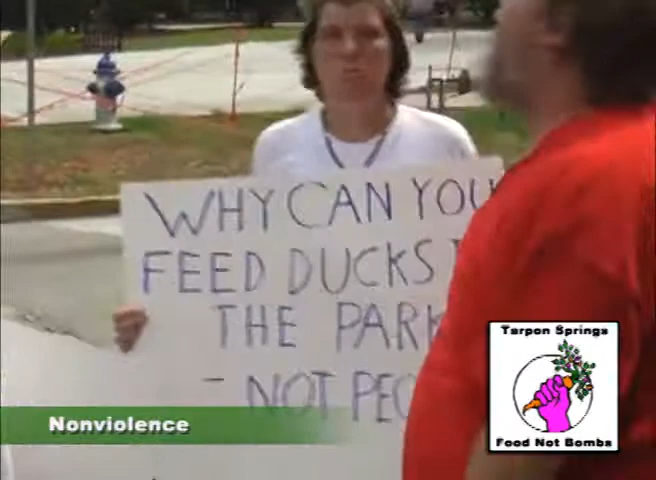 WHY CAN YOU
FEED DUCKS
THE PARK
- NOT
Nonviolence
Tarpon Springs
Food Not Bombs